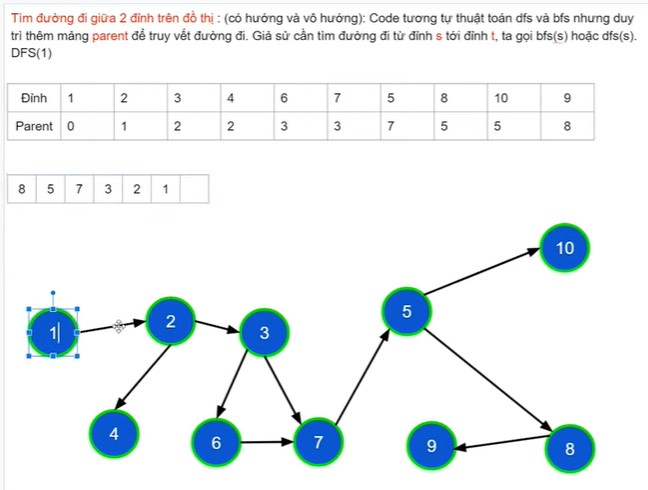 Tìm đường đi giữa 2 đỉnh trên đồ thị : (có hướng và vô hướng): Code tương tự thuật toán dfs và bfs nhưng duy
trì thêm mảng parent để truy vết đường đi. Giả sử cần tìm đường đi từ đỉnh s tới đỉnh t, ta gọi bfs(s) hoặc dfs(s).
DFS(1)
Đỉnh 1 2 3 4 6 7 5 8 10 9
Parent 0 1 2 2 3 3 7 5 5 8
8 5 7 3 2 1
10
5
2
1
3
4
6
7
9
8